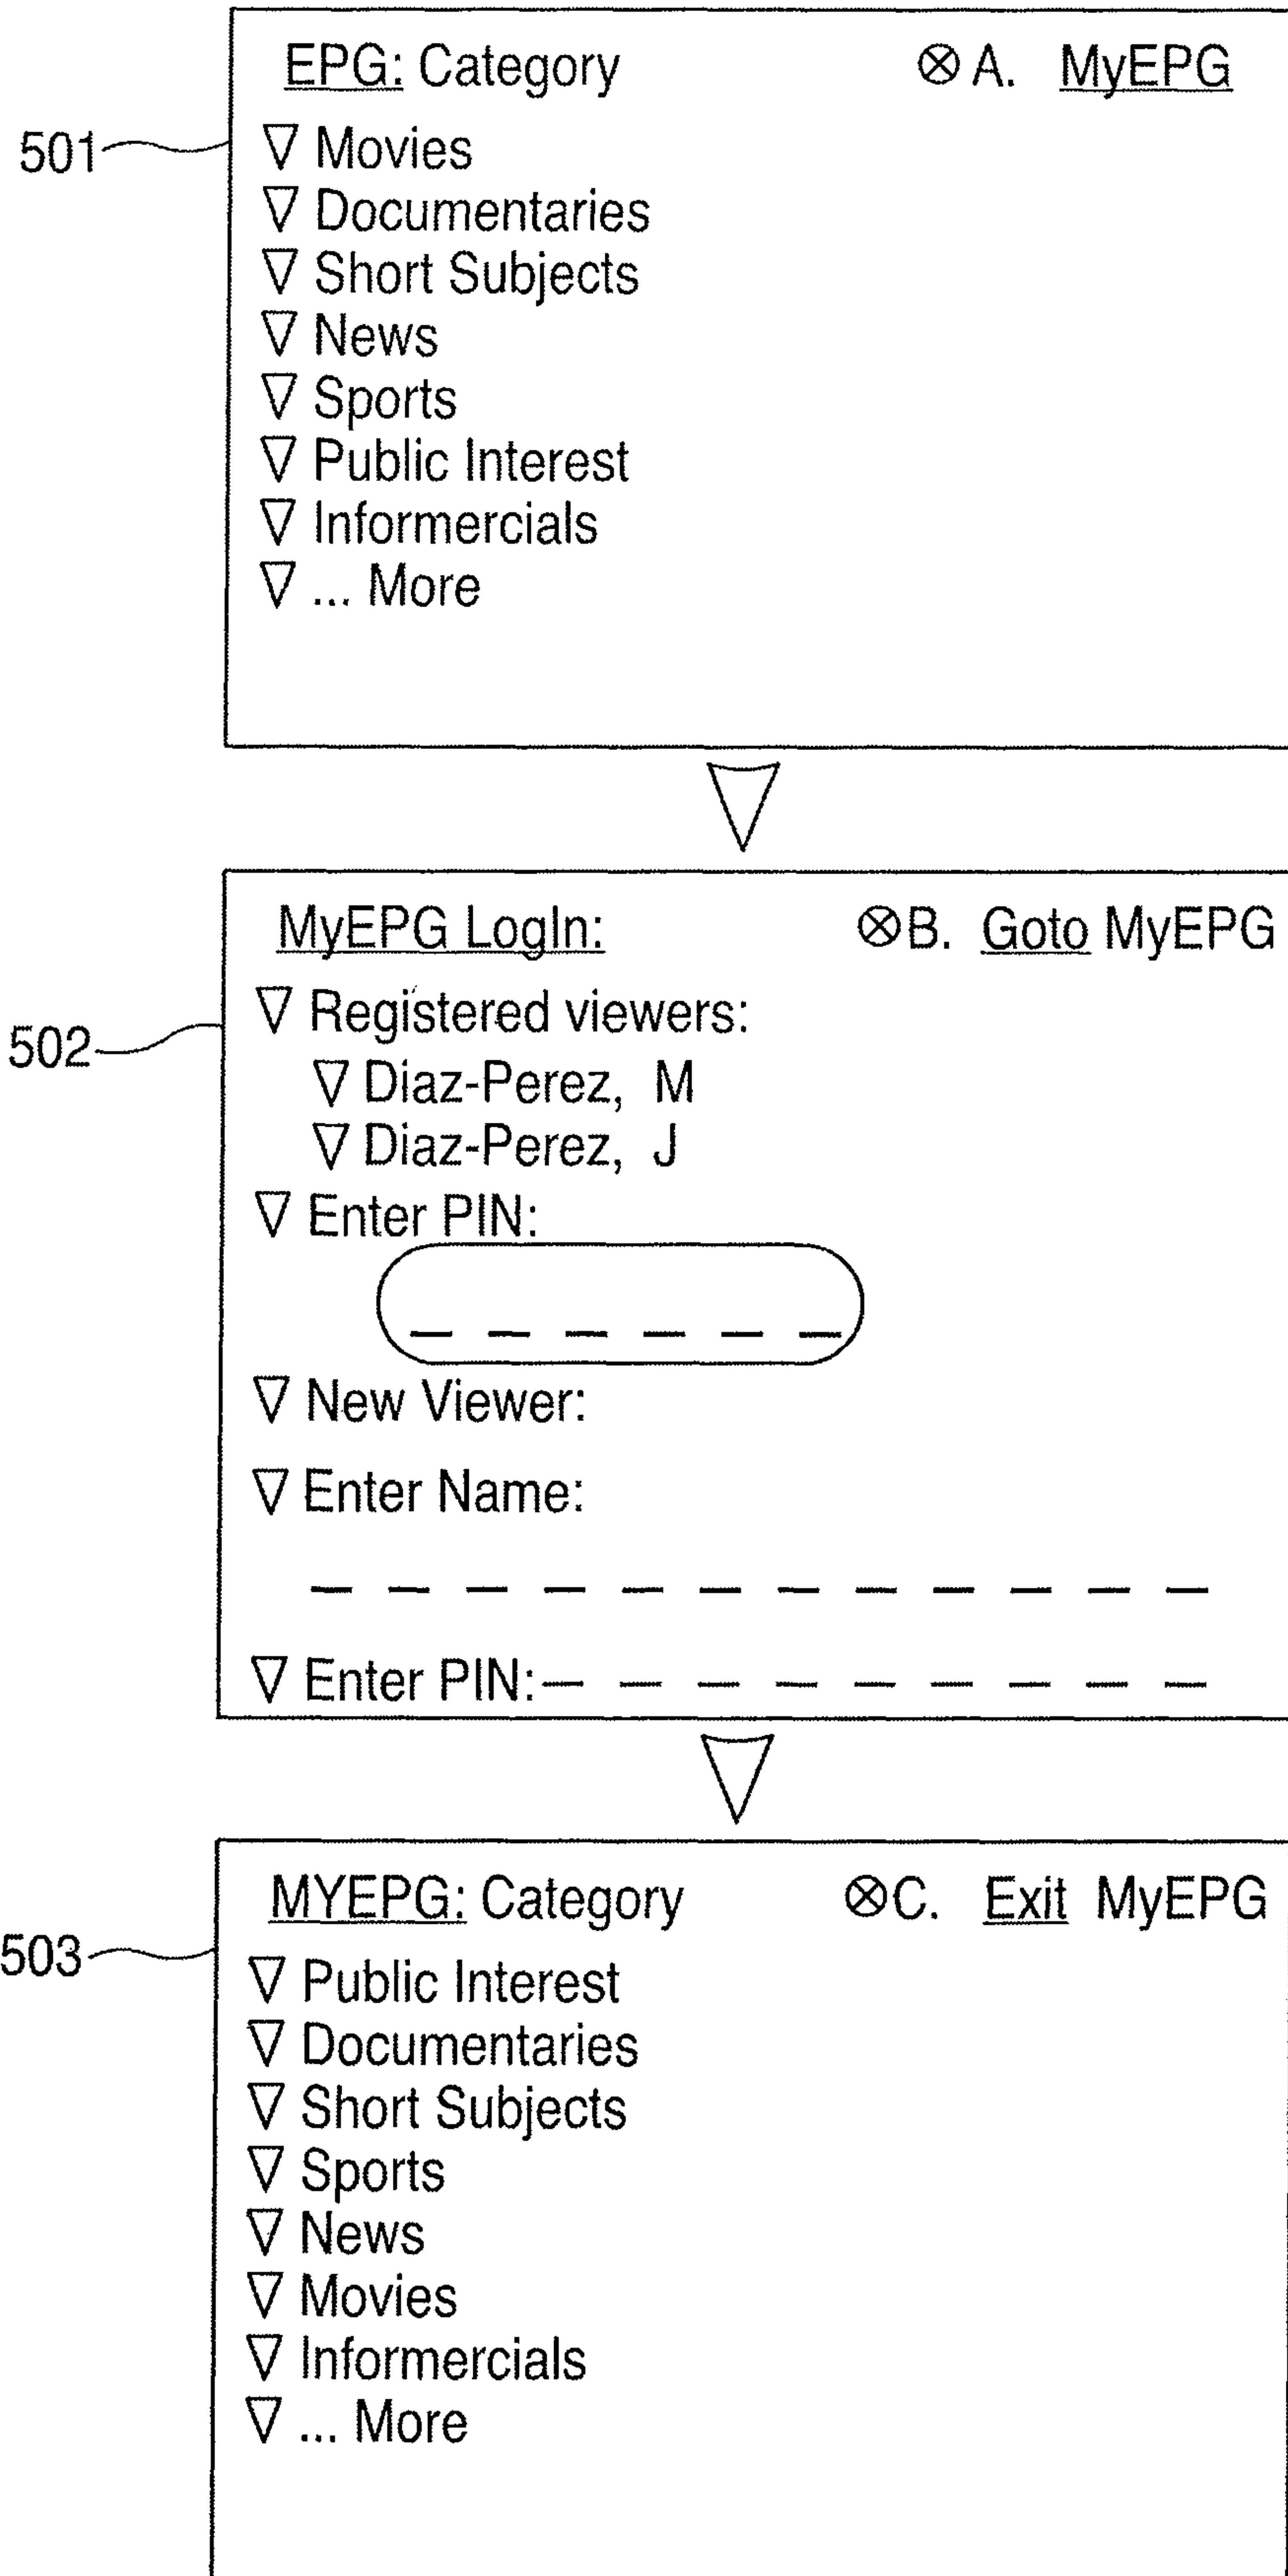 EPG: Category ⊗ A. MyEPG
501
▽ Movies
▽ Documentaries
▽ Short Subjects
▽ News
▽ Sports
▽ Public Interest
▽ Informercials
▽ ... More
MyEPG LogIn: ⊗B. Goto MyEPG
502
▽ Registered viewers:
▽ Diaz-Perez, M
▽ Diaz-Perez, J
▽ Enter PIN:
_ _ _ _ _ _
▽ New Viewer:
▽ Enter Name:
_ _ _ _ _ _ _ _ _ _ _ _
▽ Enter PIN: _ _ _ _ _ _ _ _ _
MYEPG: Category ⊗C. Exit MyEPG
503
▽ Public Interest
▽ Documentaries
▽ Short Subjects
▽ Sports
▽ News
▽ Movies
▽ Informercials
▽ ... More